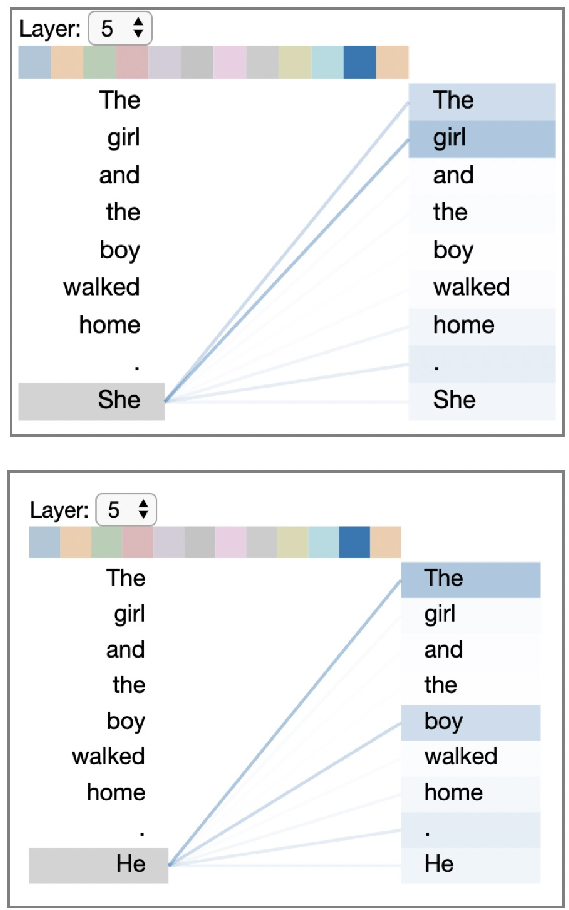 Layer: 5
The The
girl girl
and and
the the
boy boy
walked walked
home home
. .
She She
Layer: 5
The The
girl girl
and and
the the
boy boy
walked walked
home home
. .
He He